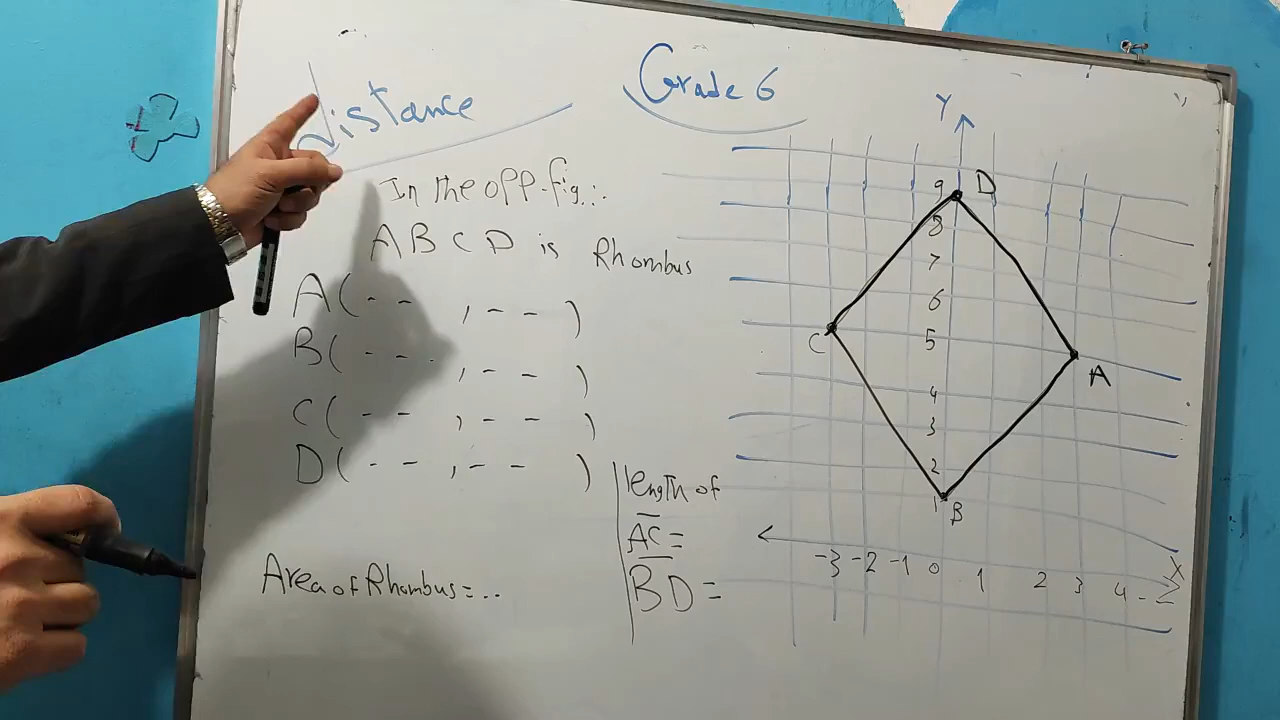 Distance
Grade 6
In the opp. fig.:
A B C D is Rhombus
A(-- , --)
B(--- , --)
C(-- , --)
D(-- , --)
length of
AC=
BD=
Area of Rhombus=..
Y
9 D
8
7
6
C 5
A
4
3
2
1 B
-3 -2 -1 0 1 2 3 4 X